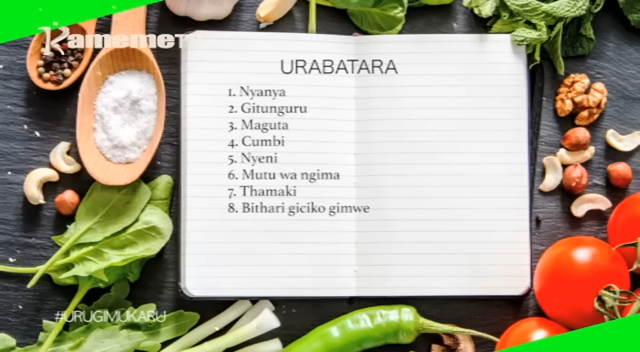 Kameme TV
URABATARA
1. Nyanya
2. Gitunguru
3. Maguta
4. Cumbi
5. Nyeni
6. Mutu wa ngima
7. Thamaki
8. Bithari giciko gimwe
#URUGIMUKARU